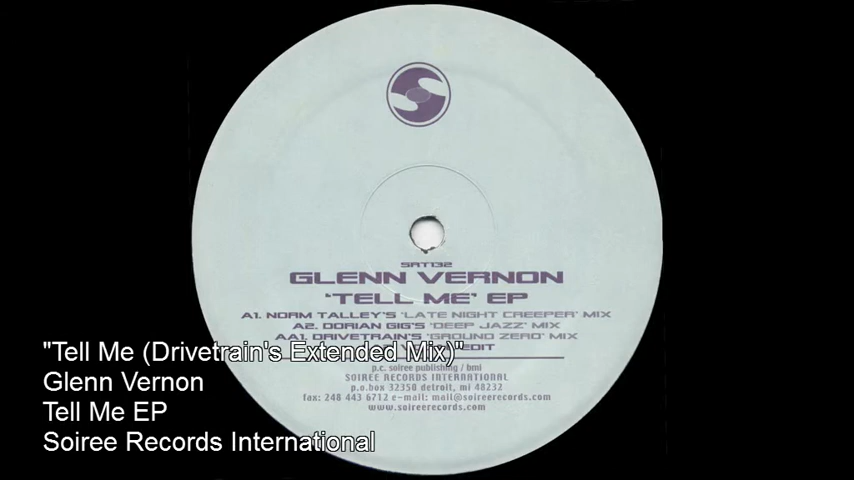 SRT132
GLENN VERNON
'TELL ME' EP
A1. NORM TALLEY'S 'LATE NIGHT CREEPER' MIX
A2. DORIAN GIG'S 'DEEP JAZZ' MIX
AA1. DRIVETRAIN'S 'GROUND ZERO' MIX
EDIT
"Tell Me (Drivetrain's Extended Mix)"
p.c. soiree publishing / bmi
SOIREE RECORDS INTERNATIONAL
p.o.box 32350 detroit, mi 48232
fax: 248 443 6712 e-mail: mail@soireerecords.com
www.soireerecords.com
Glenn Vernon
Tell Me EP
Soiree Records International